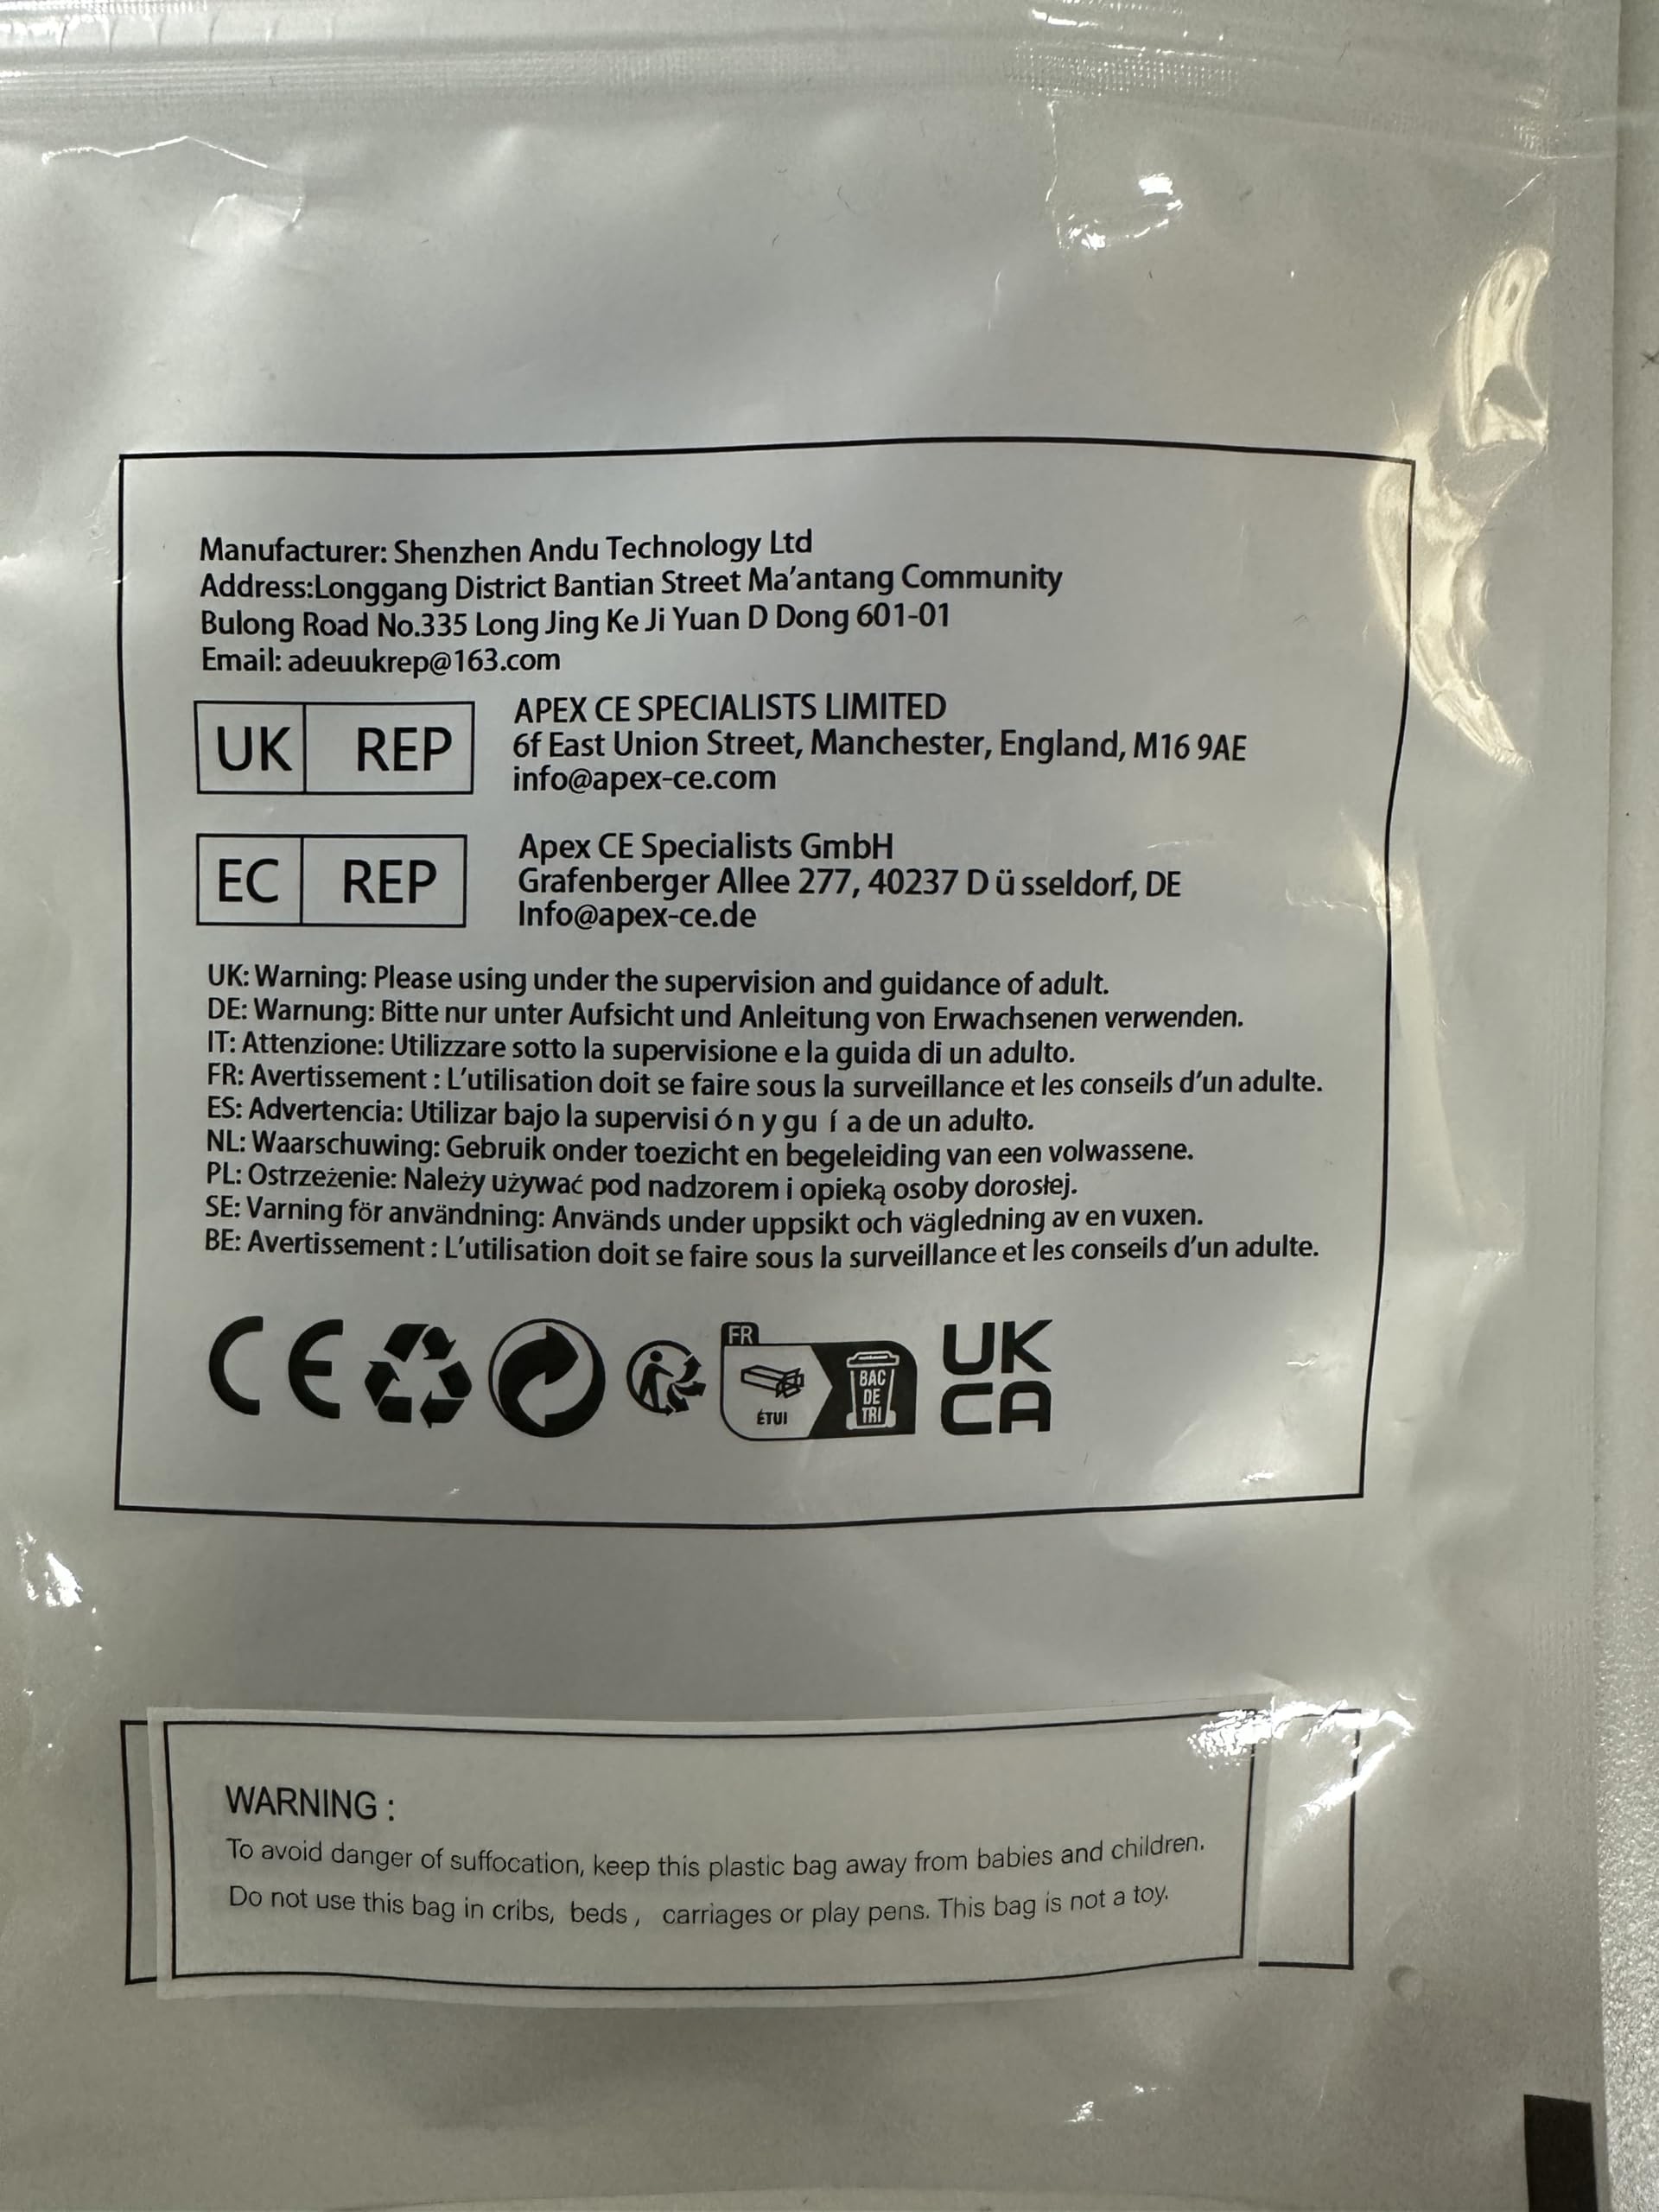 Manufacturer: Shenzhen Andu Technology Ltd
Address:Longgang District Bantian Street Ma’antang Community
Bulong Road No.335 Long Jing Ke Ji Yuan D Dong 601-01
Email: adeuukrep@163.com
UK REP
APEX CE SPECIALISTS LIMITED
6f East Union Street, Manchester, England, M16 9AE
info@apex-ce.com
EC REP
Apex CE Specialists GmbH
Grafenberger Allee 277, 40237 D ü sseldorf, DE
Info@apex-ce.de
UK: Warning: Please using under the supervision and guidance of adult.
DE: Warnung: Bitte nur unter Aufsicht und Anleitung von Erwachsenen verwenden.
IT: Attenzione: Utilizzare sotto la supervisione e la guida di un adulto.
FR: Avertissement : L’utilisation doit se faire sous la surveillance et les conseils d’un adulte.
ES: Advertencia: Utilizar bajo la supervisi ó n y gu í a de un adulto.
NL: Waarschuwing: Gebruik onder toezicht en begeleiding van een volwassene.
PL: Ostrzeżenie: Należy używać pod nadzorem i opieką osoby dorosłej.
SE: Varning för användning: Används under uppsikt och vägledning av en vuxen.
BE: Avertissement : L’utilisation doit se faire sous la surveillance et les conseils d’un adulte.
CE
FR
ÉTUI
BAC
DE
TRI
UK
CA
WARNING :
To avoid danger of suffocation, keep this plastic bag away from babies and children.
Do not use this bag in cribs, beds , carriages or play pens. This bag is not a toy.